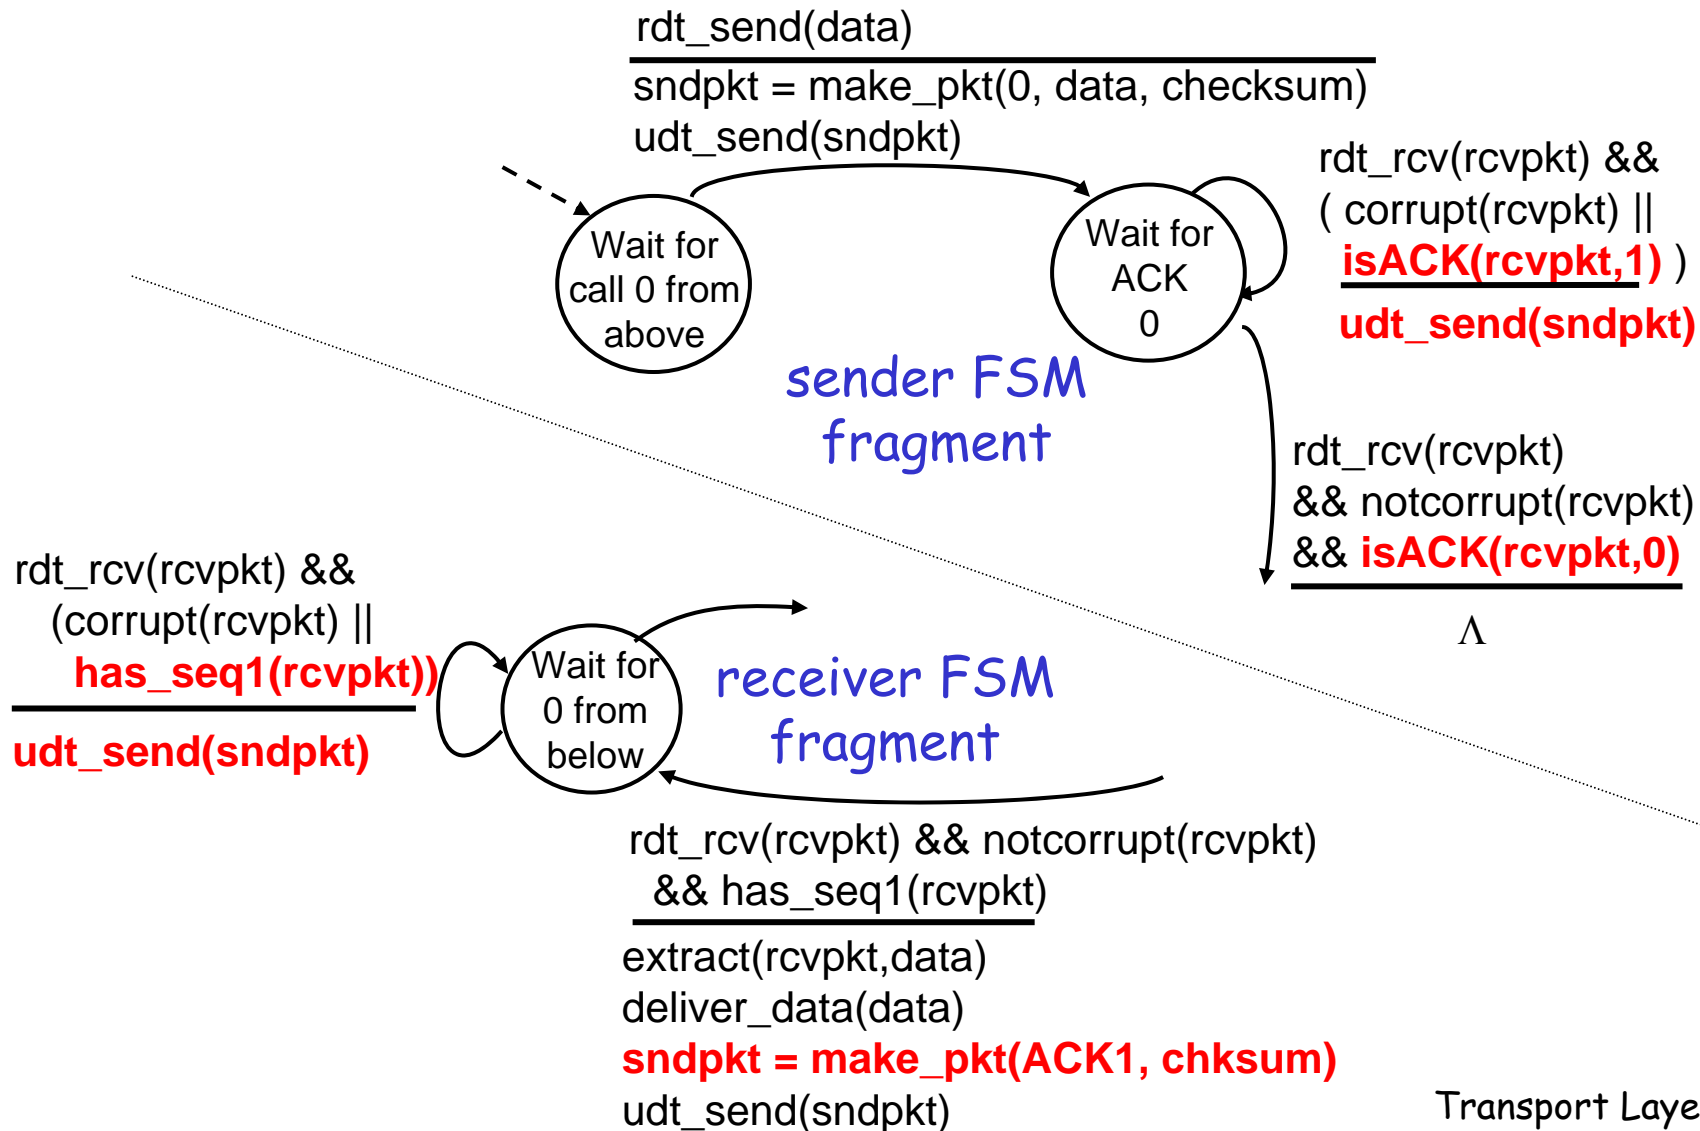 rdt_send(data)
sndpkt = make_pkt(0, data, checksum)
udt_send(sndpkt)
Wait for
call 0 from
above
Wait for
ACK
0
rdt_rcv(rcvpkt) &&
( corrupt(rcvpkt) ||
isACK(rcvpkt,1) )
udt_send(sndpkt)
sender FSM
fragment
rdt_rcv(rcvpkt)
&& notcorrupt(rcvpkt)
&& isACK(rcvpkt,0)
Λ
rdt_rcv(rcvpkt) &&
(corrupt(rcvpkt) ||
has_seq1(rcvpkt))
udt_send(sndpkt)
Wait for
0 from
below
receiver FSM
fragment
rdt_rcv(rcvpkt) && notcorrupt(rcvpkt)
&& has_seq1(rcvpkt)
extract(rcvpkt,data)
deliver_data(data)
sndpkt = make_pkt(ACK1, chksum)
udt_send(sndpkt)
Transport Laye